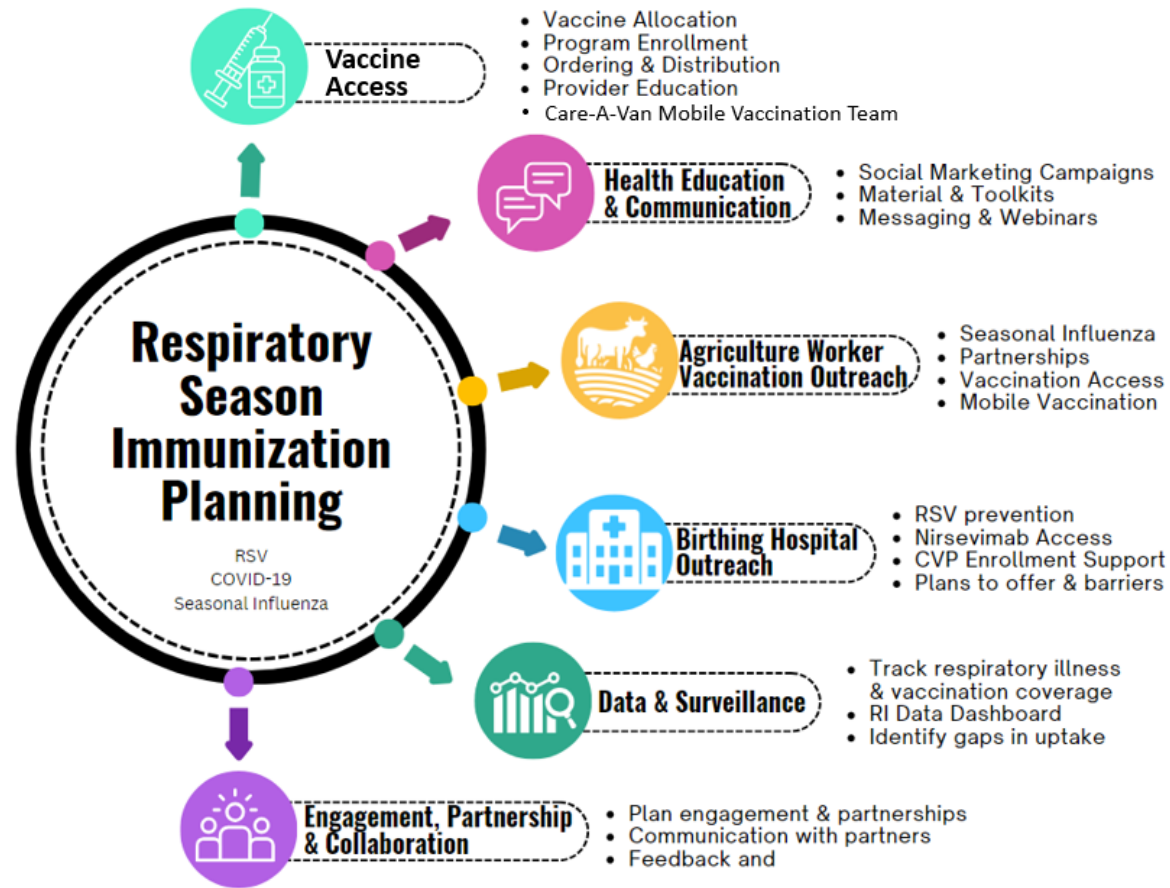 Respiratory
Season
Immunization
Planning
RSV
COVID-19
Seasonal Influenza
Vaccine
Access
• Vaccine Allocation
• Program Enrollment
• Ordering & Distribution
• Provider Education
• Care-A-Van Mobile Vaccination Team
Health Education
& Communication
• Social Marketing Campaigns
• Material & Toolkits
• Messaging & Webinars
Agriculture Worker
Vaccination Outreach
• Seasonal Influenza
• Partnerships
• Vaccination Access
• Mobile Vaccination
Birthing Hospital
Outreach
• RSV prevention
• Nirsevimab Access
• CVP Enrollment Support
• Plans to offer & barriers
Data & Surveillance
• Track respiratory illness
& vaccination coverage
• RI Data Dashboard
• Identify gaps in uptake
Engagement, Partnership
& Collaboration
• Plan engagement & partnerships
• Communication with partners
• Feedback and